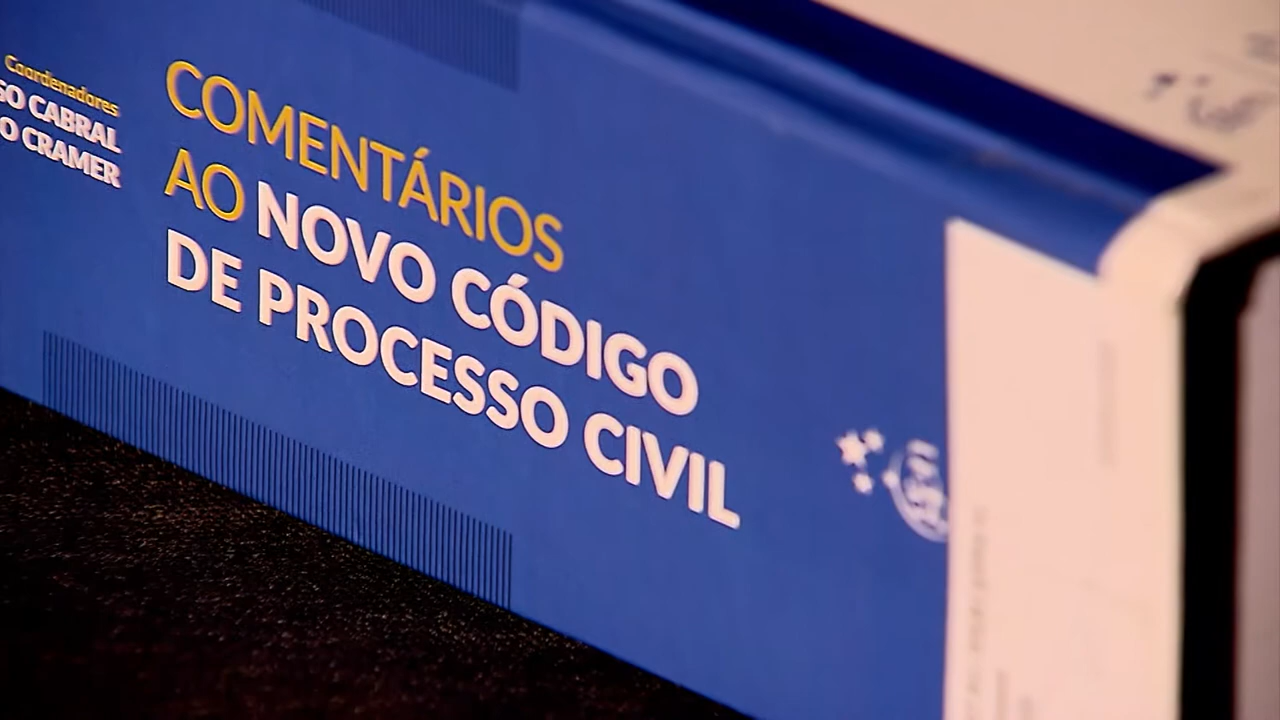 Coordenadores
SO CABRAL
O CRAMER
COMENTÁRIOS
AO NOVO CÓDIGO
DE PROCESSO CIVIL